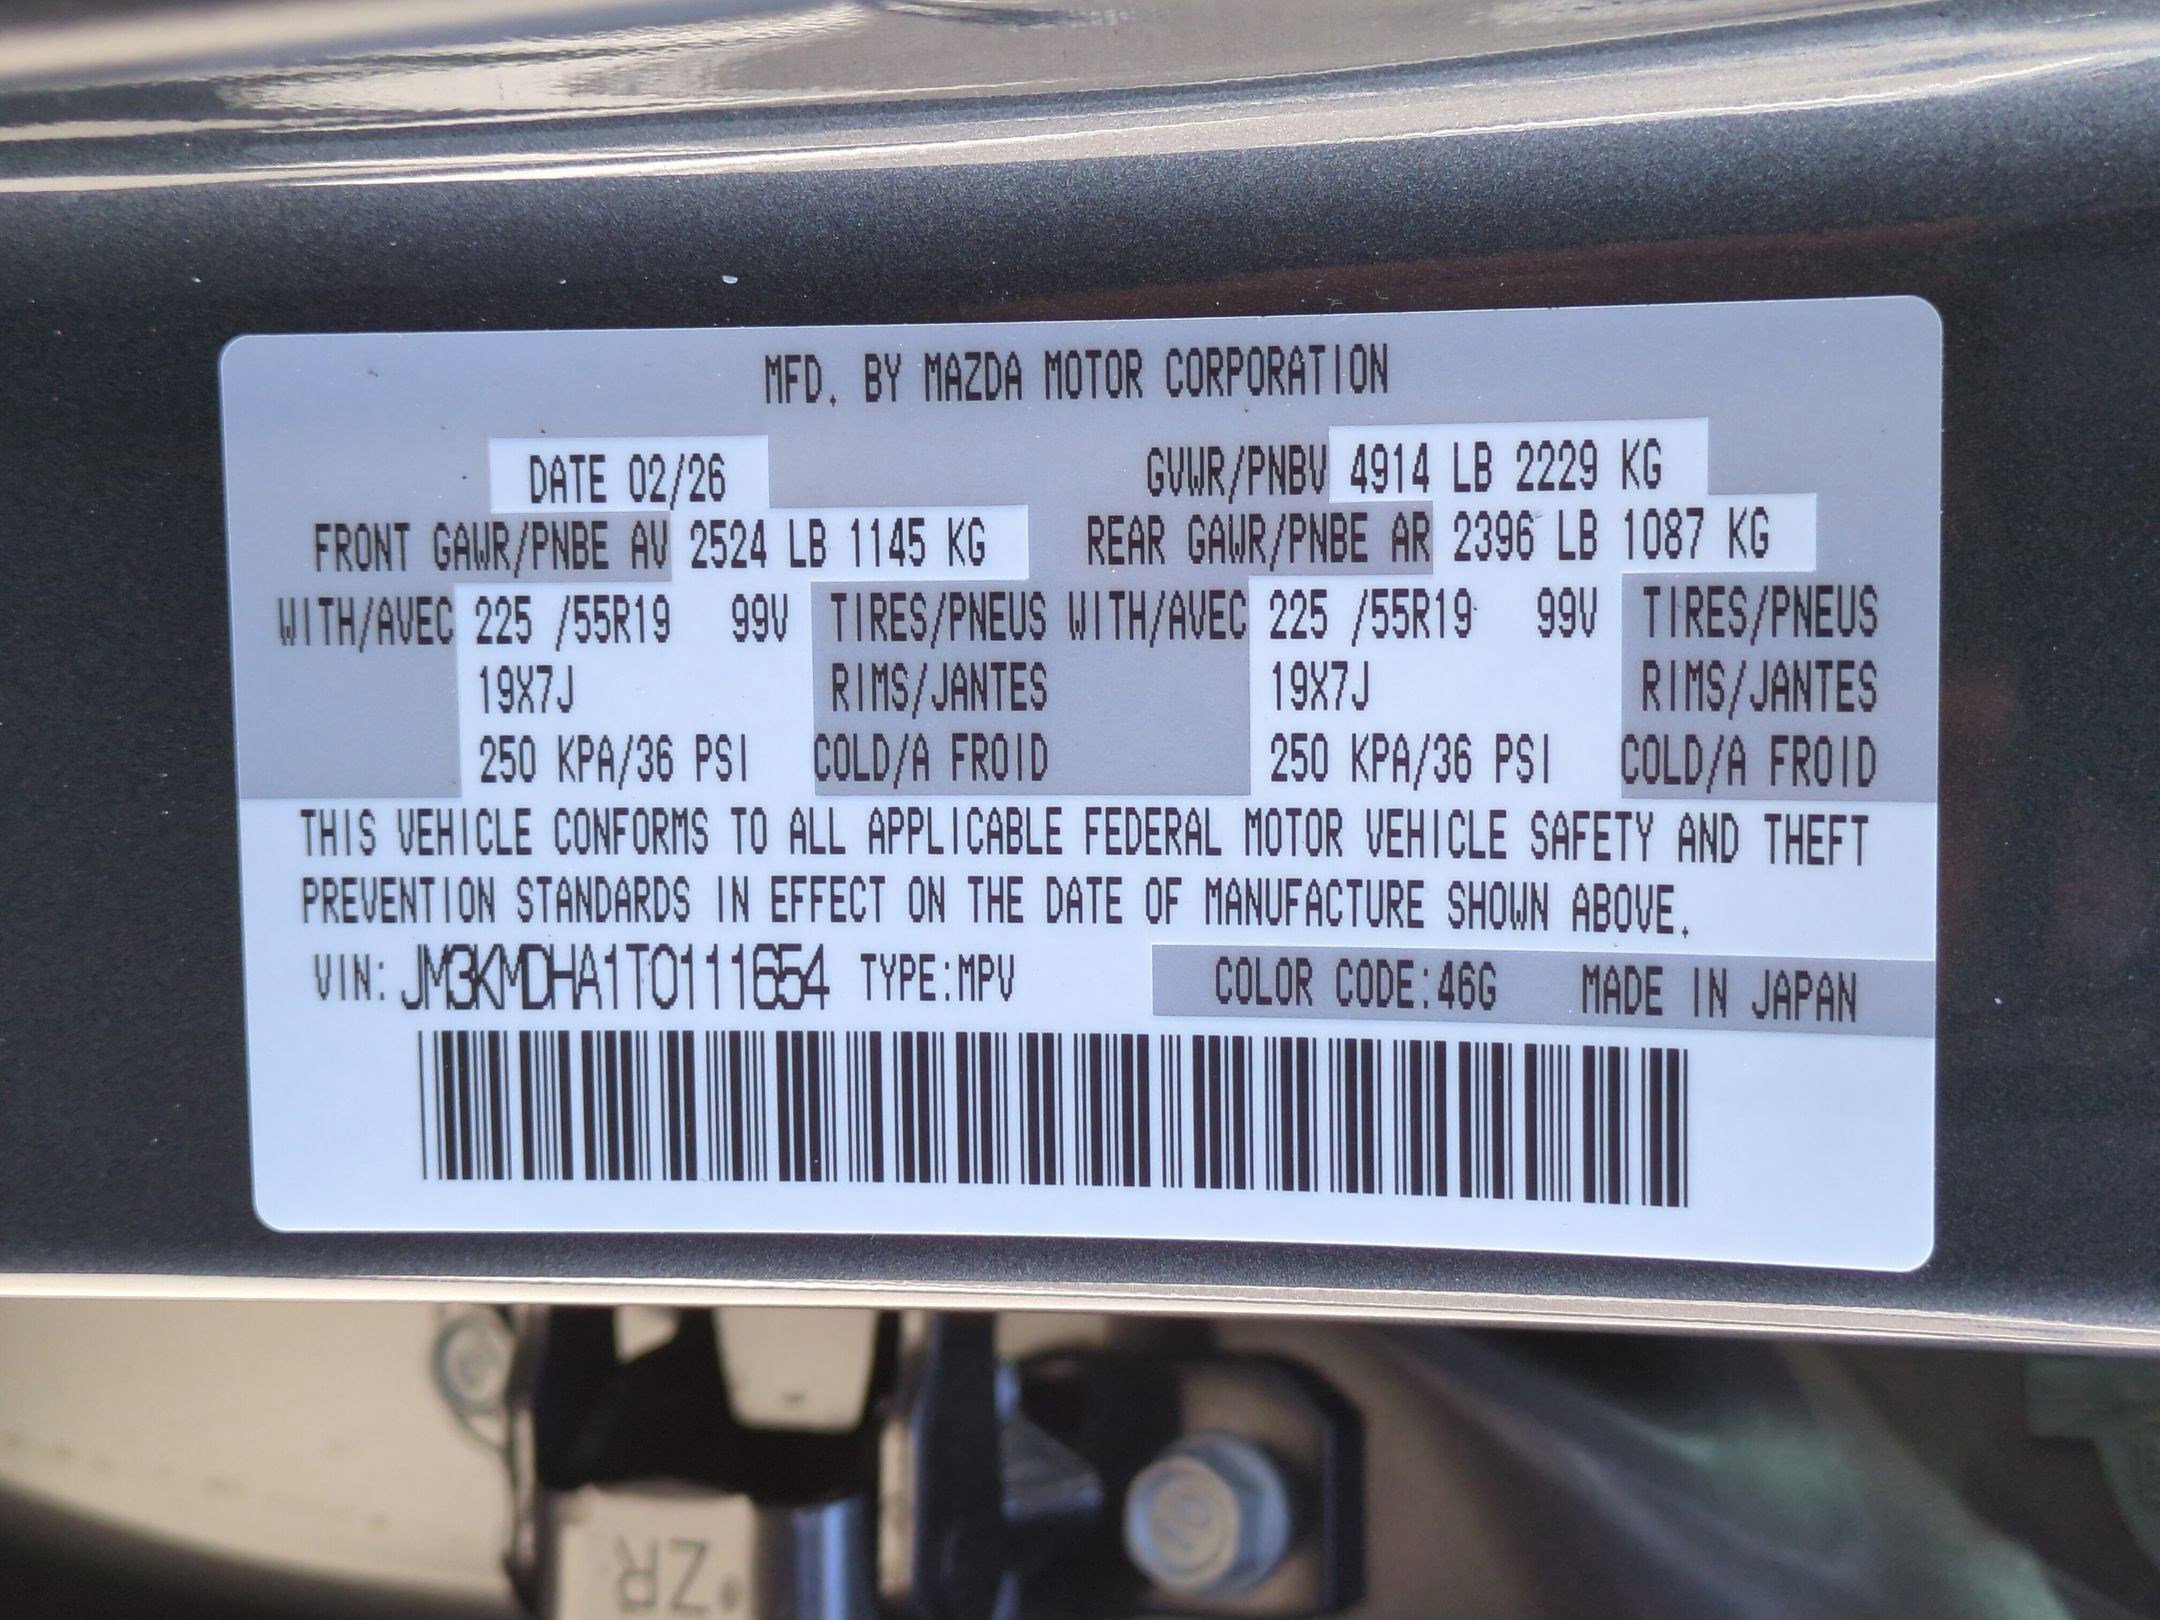 MFD. BY MAZDA MOTOR CORPORATION
DATE 02/26 GVWR/PNBV 4914 LB 2229 KG
FRONT GAWR/PNBE AV 2524 LB 1145 KG REAR GAWR/PNBE AR 2396 LB 1087 KG
WITH/AVEC 225 /55R19 99V TIRES/PNEUS WITH/AVEC 225 /55R19 99V TIRES/PNEUS
19X7J RIMS/JANTES 19X7J RIMS/JANTES
250 KPA/36 PSI COLD/A FROID 250 KPA/36 PSI COLD/A FROID
THIS VEHICLE CONFORMS TO ALL APPLICABLE FEDERAL MOTOR VEHICLE SAFETY AND THEFT
PREVENTION STANDARDS IN EFFECT ON THE DATE OF MANUFACTURE SHOWN ABOVE.
VIN: JM3KMDHA1T0111654 TYPE:MPV COLOR CODE:46G MADE IN JAPAN
ZR
10